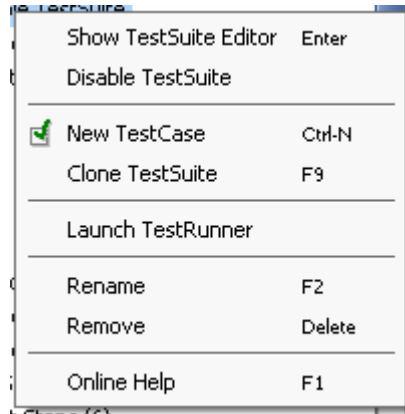 TestSuite
Show TestSuite Editor Enter
Disable TestSuite
New TestCase Ctrl-N
Clone TestSuite F9
Launch TestRunner
Rename F2
Remove Delete
Online Help F1